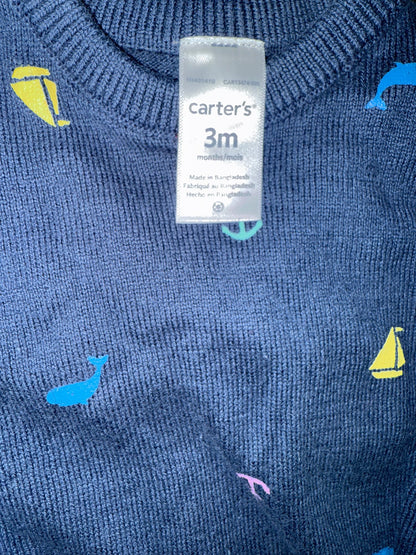 carter's®
3m
months/mois
Made in Bangladesh
Fabriqué au Bangladesh
Hecho en Bangladesh